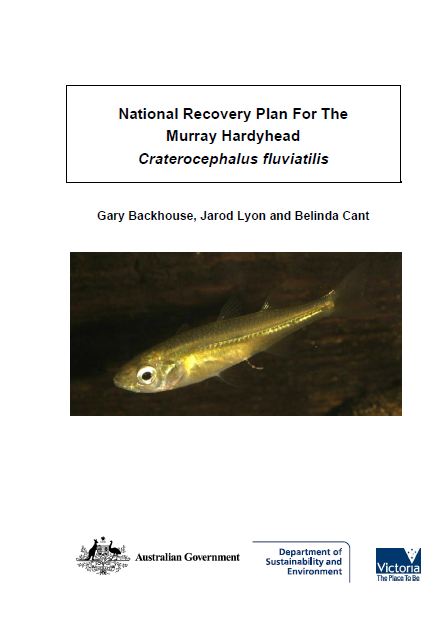 National Recovery Plan For The
Murray Hardyhead
Craterocephalus fluviatilis
Gary Backhouse, Jarod Lyon and Belinda Cant
Australian Government
Department of
Sustainability and
Environment
Victoria
The Place To Be